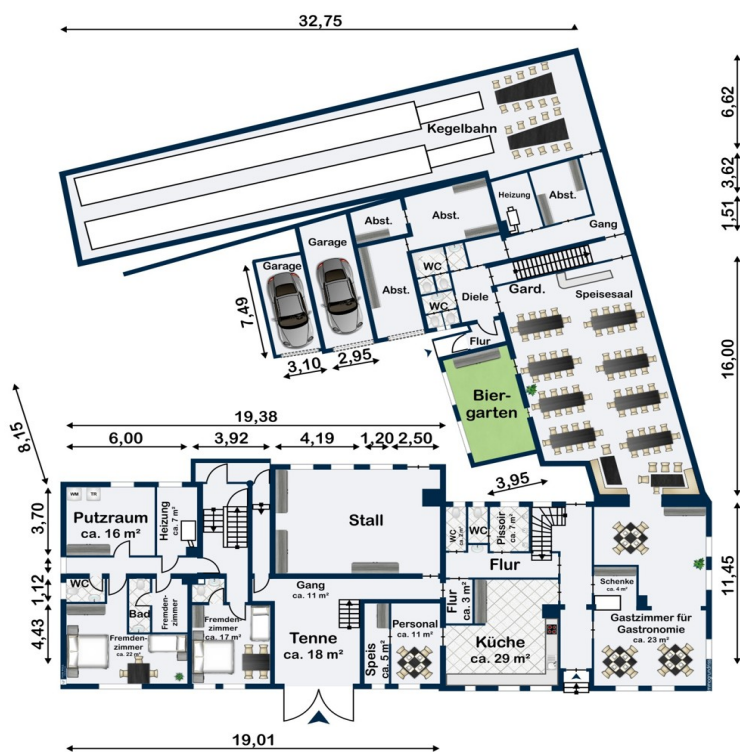 32,75
6,62
3,62
1,51
16,00
11,45
Kegelbahn
Heizung
Abst.
Abst.
Abst.
Gang
Garage
Garage
Abst.
WC
WC
Diele
Gard.
Speisesaal
Flur
7,49
3,10
2,95
Bier-
garten
8,15
19,38
6,00
3,92
4,19
1,20
2,50
3,95
3,70
1,12
4,43
WM
TR
Putzraum
ca. 16 m²
Heizung
ca. 7 m²
Stall
WC
ca. 2 m²
WC
Pissoir
ca. 7 m²
Flur
Gang
ca. 11 m²
Flur
ca. 3 m²
Schenke
ca. 4 m²
WC
Bad
Fremden-
zimmer
Fremden-
zimmer
ca. 22 m²
Fremden-
zimmer
ca. 17 m²
Tenne
ca. 18 m²
Speis
ca. 5 m²
Personal
ca. 11 m²
Küche
ca. 29 m²
Gastzimmer für
Gastronomie
ca. 23 m²
19,01